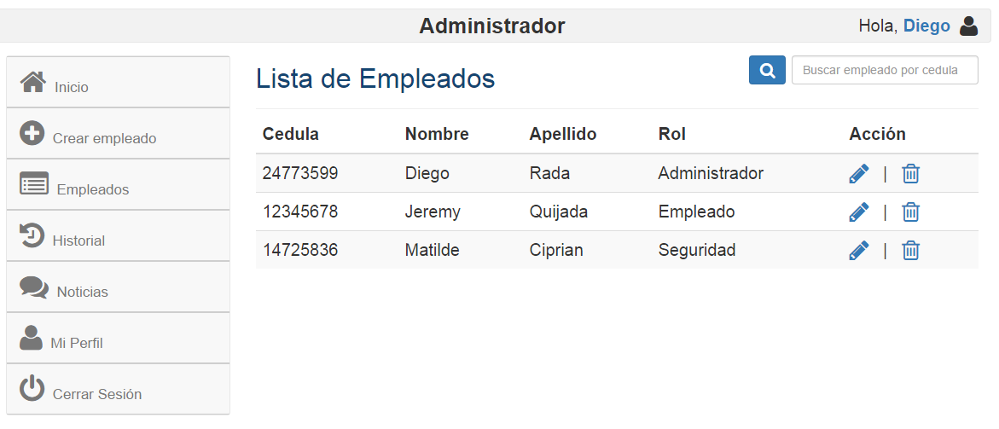 Administrador
Hola, Diego
Inicio
Crear empleado
Empleados
Historial
Noticias
Mi Perfil
Cerrar Sesión
Lista de Empleados
Buscar empleado por cedula
Cedula Nombre Apellido Rol Acción
24773599 Diego Rada Administrador |
12345678 Jeremy Quijada Empleado |
14725836 Matilde Ciprian Seguridad |